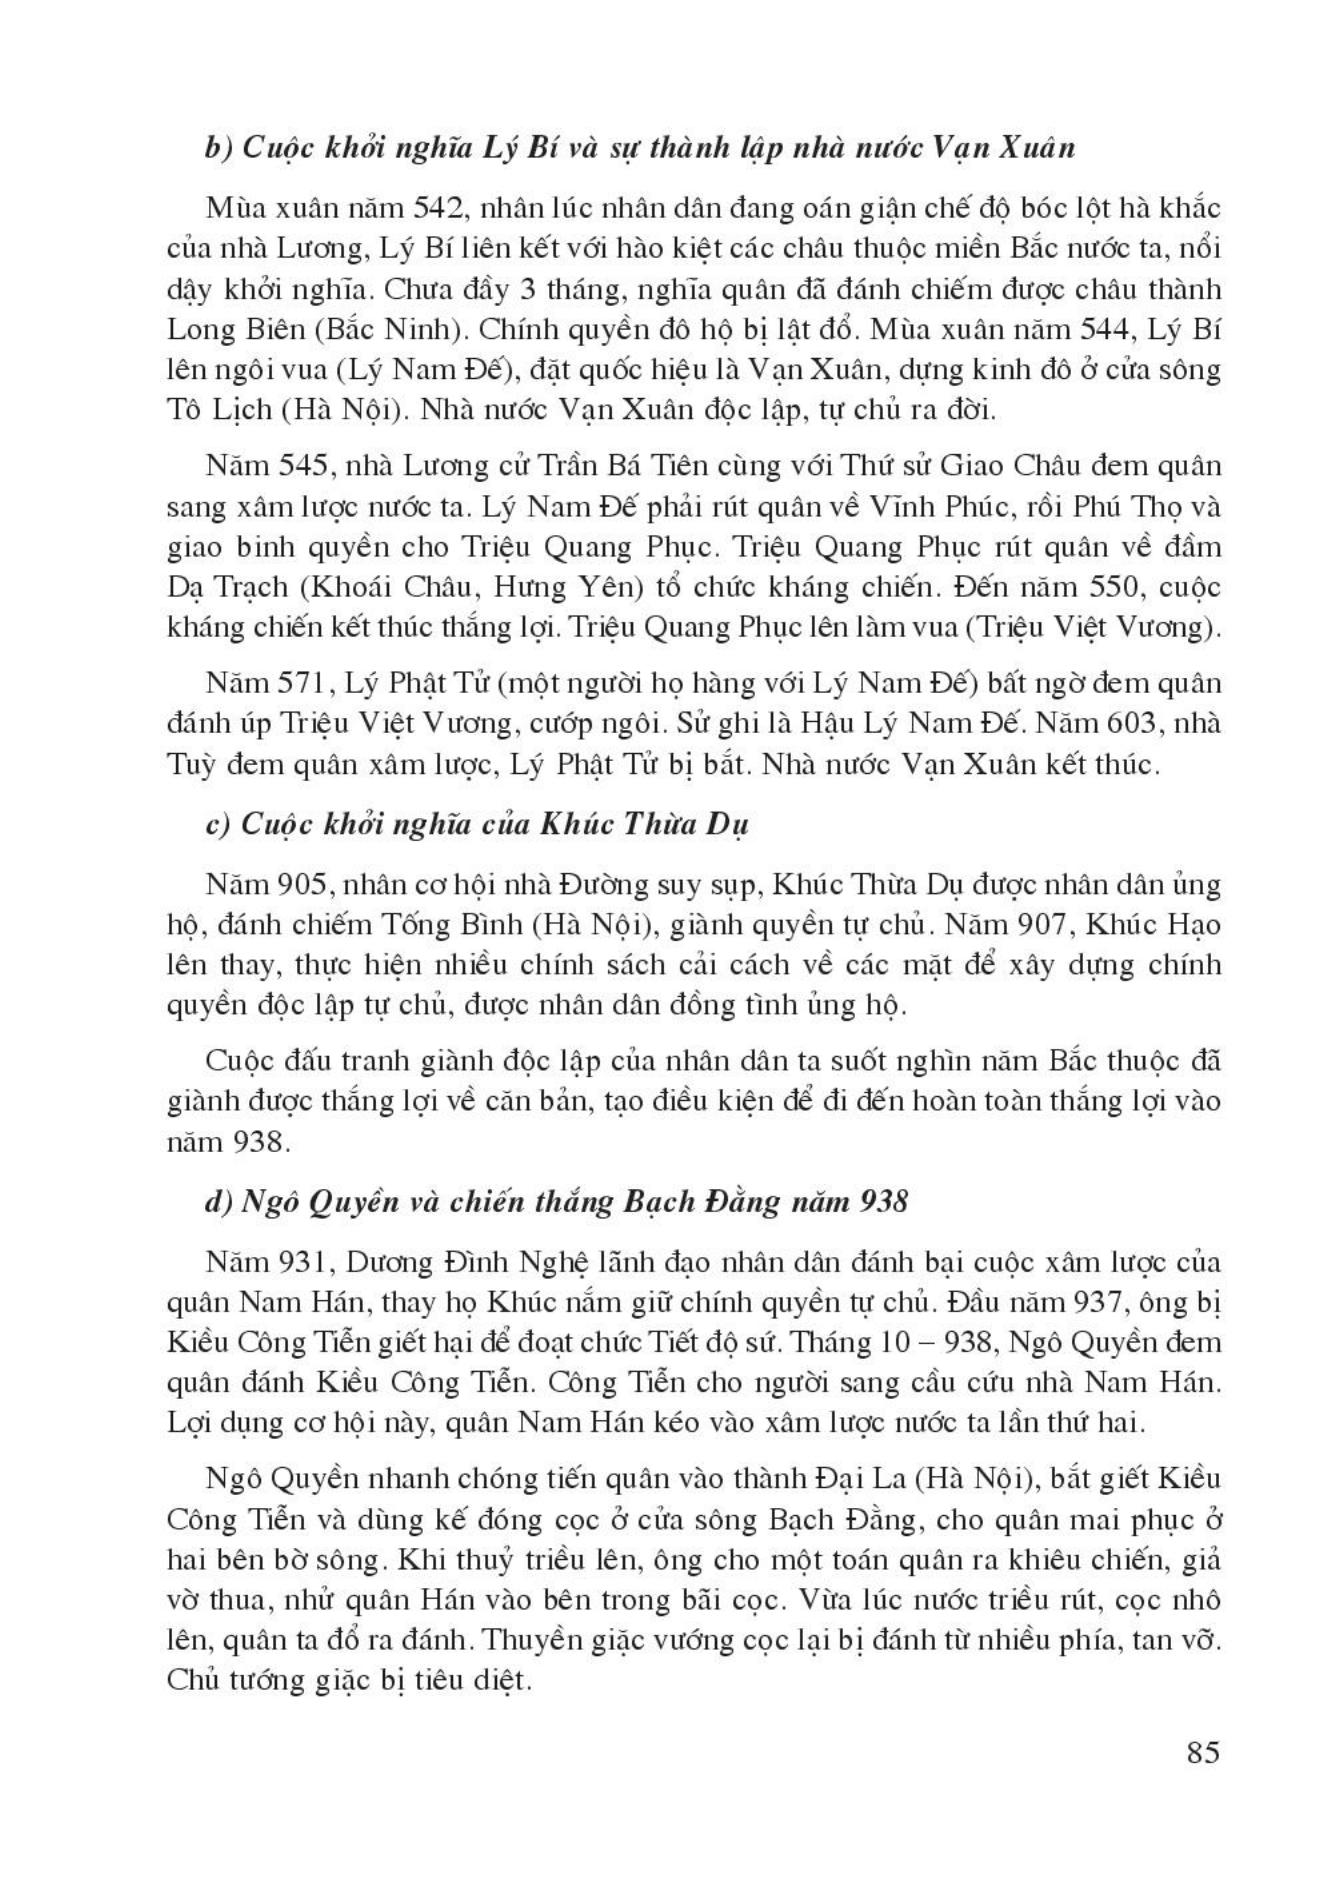 b) Cuộc khởi nghĩa Lý Bí và sự thành lập nhà nước Vạn Xuân
Mùa xuân năm 542, nhân lúc nhân dân đang oán giận chế độ bóc lột hà khắc
của nhà Lương, Lý Bí liên kết với hào kiệt các châu thuộc miền Bắc nước ta, nổi
dậy khởi nghĩa. Chưa đầy 3 tháng, nghĩa quân đã đánh chiếm được châu thành
Long Biên (Bắc Ninh). Chính quyền đô hộ bị lật đổ. Mùa xuân năm 544, Lý Bí
lên ngôi vua (Lý Nam Đế), đặt quốc hiệu là Vạn Xuân, dựng kinh đô ở cửa sông
Tô Lịch (Hà Nội). Nhà nước Vạn Xuân độc lập, tự chủ ra đời.
Năm 545, nhà Lương cử Trần Bá Tiên cùng với Thứ sử Giao Châu đem quân
sang xâm lược nước ta. Lý Nam Đế phải rút quân về Vĩnh Phúc, rồi Phú Thọ và
giao binh quyền cho Triệu Quang Phục. Triệu Quang Phục rút quân về đầm
Dạ Trạch (Khoái Châu, Hưng Yên) tổ chức kháng chiến. Đến năm 550, cuộc
kháng chiến kết thúc thắng lợi. Triệu Quang Phục lên làm vua (Triệu Việt Vương).
Năm 571, Lý Phật Tử (một người họ hàng với Lý Nam Đế) bất ngờ đem quân
đánh úp Triệu Việt Vương, cướp ngôi. Sử ghi là Hậu Lý Nam Đế. Năm 603, nhà
Tuỳ đem quân xâm lược, Lý Phật Tử bị bắt. Nhà nước Vạn Xuân kết thúc.
c) Cuộc khởi nghĩa của Khúc Thừa Dụ
Năm 905, nhân cơ hội nhà Đường suy sụp, Khúc Thừa Dụ được nhân dân ủng
hộ, đánh chiếm Tống Bình (Hà Nội), giành quyền tự chủ. Năm 907, Khúc Hạo
lên thay, thực hiện nhiều chính sách cải cách về các mặt để xây dựng chính
quyền độc lập tự chủ, được nhân dân đồng tình ủng hộ.
Cuộc đấu tranh giành độc lập của nhân dân ta suốt nghìn năm Bắc thuộc đã
giành được thắng lợi về căn bản, tạo điều kiện để đi đến hoàn toàn thắng lợi vào
năm 938.
d) Ngô Quyền và chiến thắng Bạch Đằng năm 938
Năm 931, Dương Đình Nghệ lãnh đạo nhân dân đánh bại cuộc xâm lược của
quân Nam Hán, thay họ Khúc nắm giữ chính quyền tự chủ. Đầu năm 937, ông bị
Kiều Công Tiễn giết hại để đoạt chức Tiết độ sứ. Tháng 10 – 938, Ngô Quyền đem
quân đánh Kiều Công Tiễn. Công Tiễn cho người sang cầu cứu nhà Nam Hán.
Lợi dụng cơ hội này, quân Nam Hán kéo vào xâm lược nước ta lần thứ hai.
Ngô Quyền nhanh chóng tiến quân vào thành Đại La (Hà Nội), bắt giết Kiều
Công Tiễn và dùng kế đóng cọc ở cửa sông Bạch Đằng, cho quân mai phục ở
hai bên bờ sông. Khi thuỷ triều lên, ông cho một toán quân ra khiêu chiến, giả
vờ thua, nhử quân Hán vào bên trong bãi cọc. Vừa lúc nước triều rút, cọc nhô
lên, quân ta đổ ra đánh. Thuyền giặc vướng cọc lại bị đánh từ nhiều phía, tan vỡ.
Chủ tướng giặc bị tiêu diệt.
85